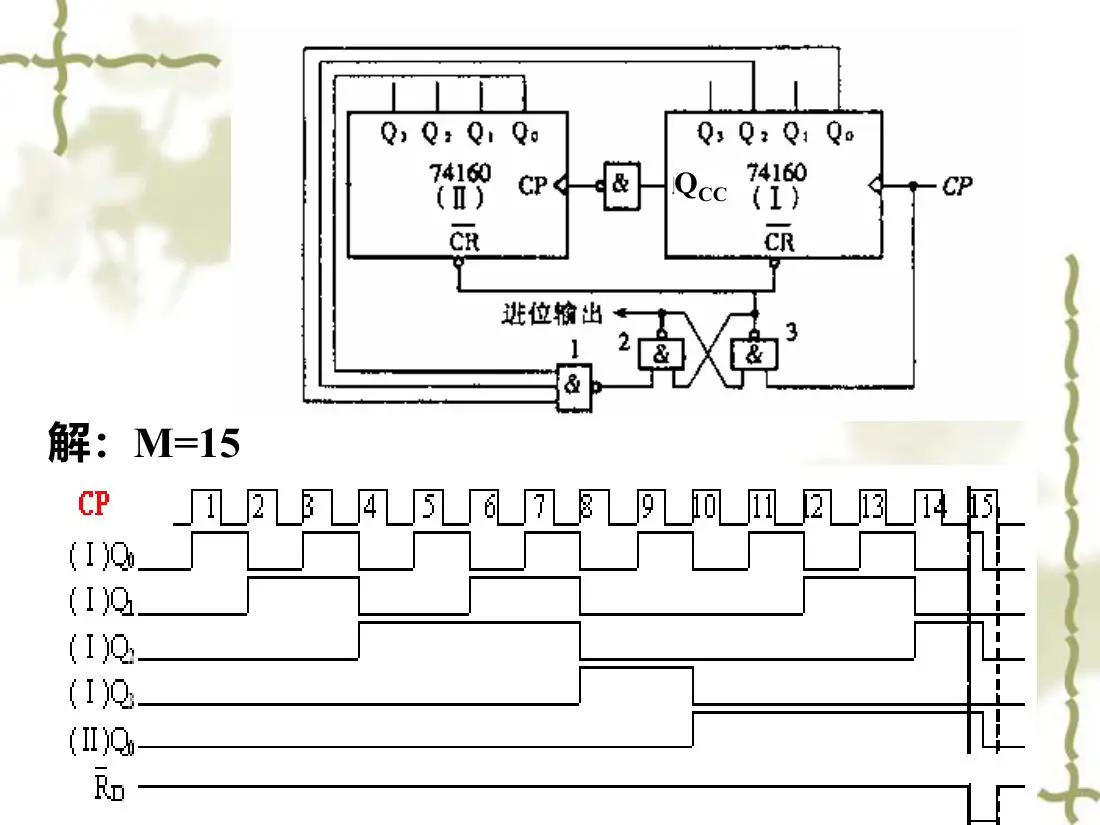 Q₃ Q₂ Q₁ Q₀ Q₃ Q₂ Q₁ Q₀
74160 CP & QCC 74160 CP
(Ⅱ) (Ⅰ)
CR CR
进位输出 2 & & 3
1
&
解：M=15
CP 1 2 3 4 5 6 7 8 9 10 11 12 13 14 15
(Ⅰ)Q₀
(Ⅰ)Q₁
(Ⅰ)Q₂
(Ⅰ)Q₃
(Ⅱ)Q₀
R̄D